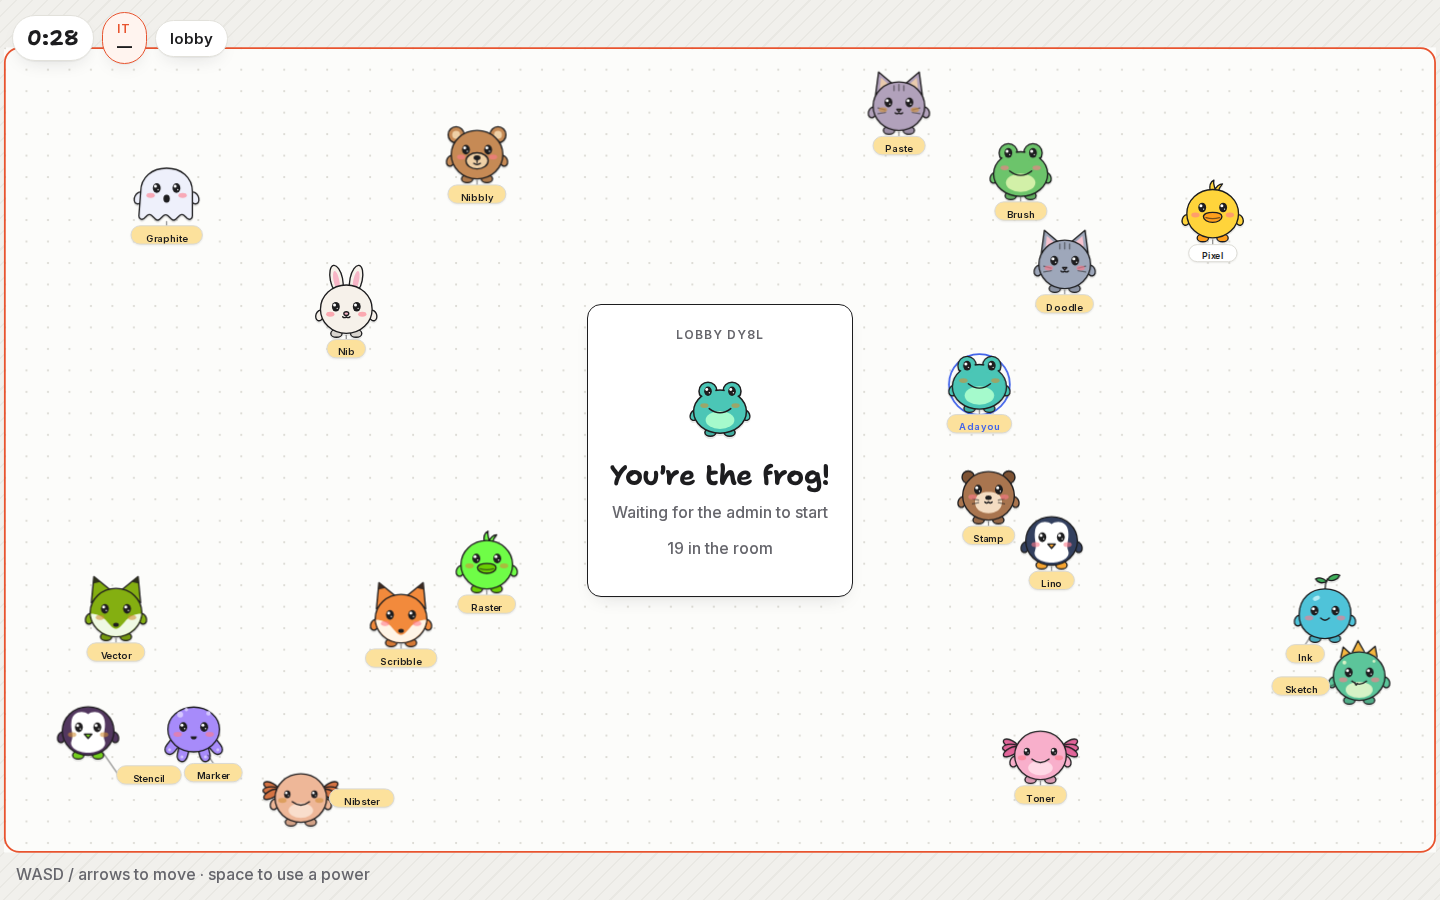 0:28
IT
—
lobby
Paste
Nibbly
Brush
Graphite
Pixel
Doodle
Nib
LOBBY DY8L
You're the frog!
Waiting for the admin to start
19 in the room
Ada you
Stamp
Lino
Raster
Vector
Scribble
Ink
Sketch
Stencil
Marker
Nibster
Toner
WASD / arrows to move · space to use a power